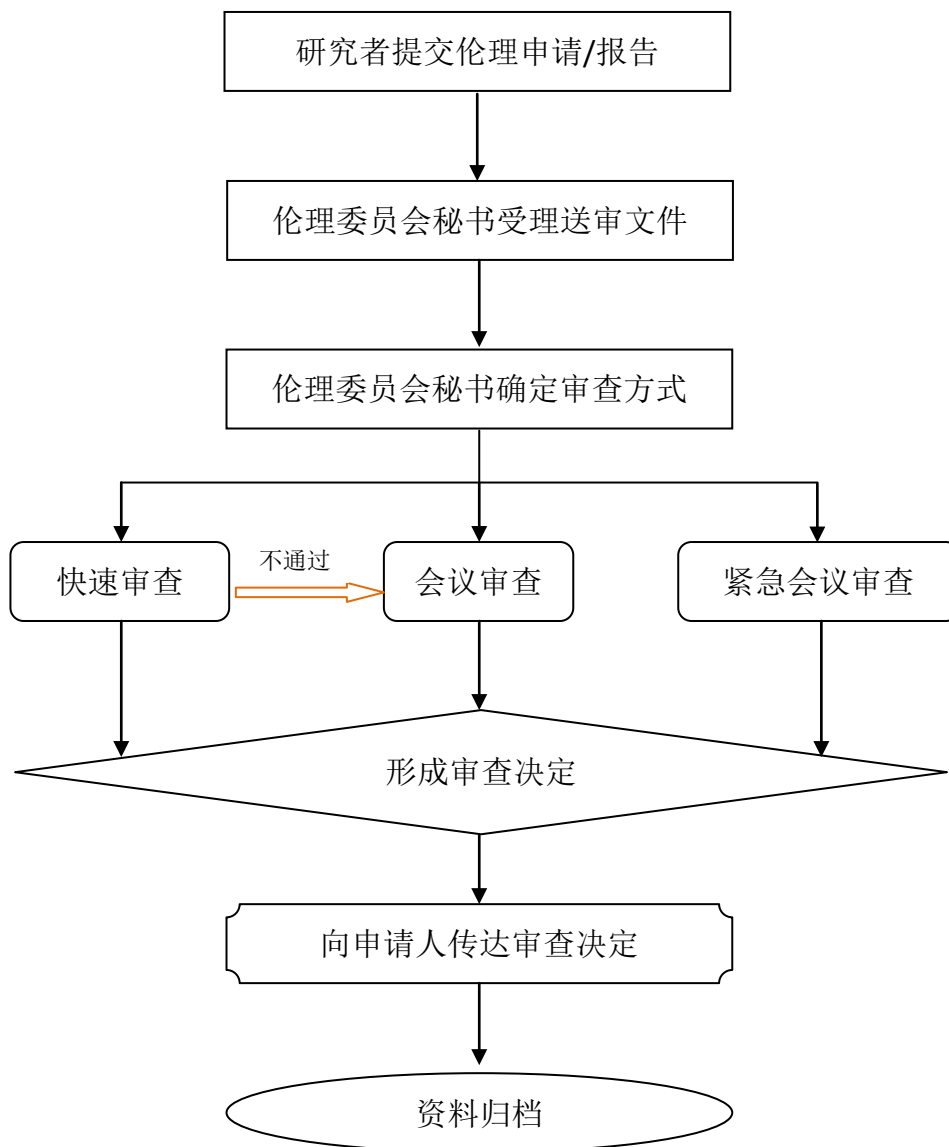 研究者提交伦理申请/报告
伦理委员会秘书受理送审文件
伦理委员会秘书确定审查方式
快速审查
不通过
会议审查
紧急会议审查
形成审查决定
向申请人传达审查决定
资料归档